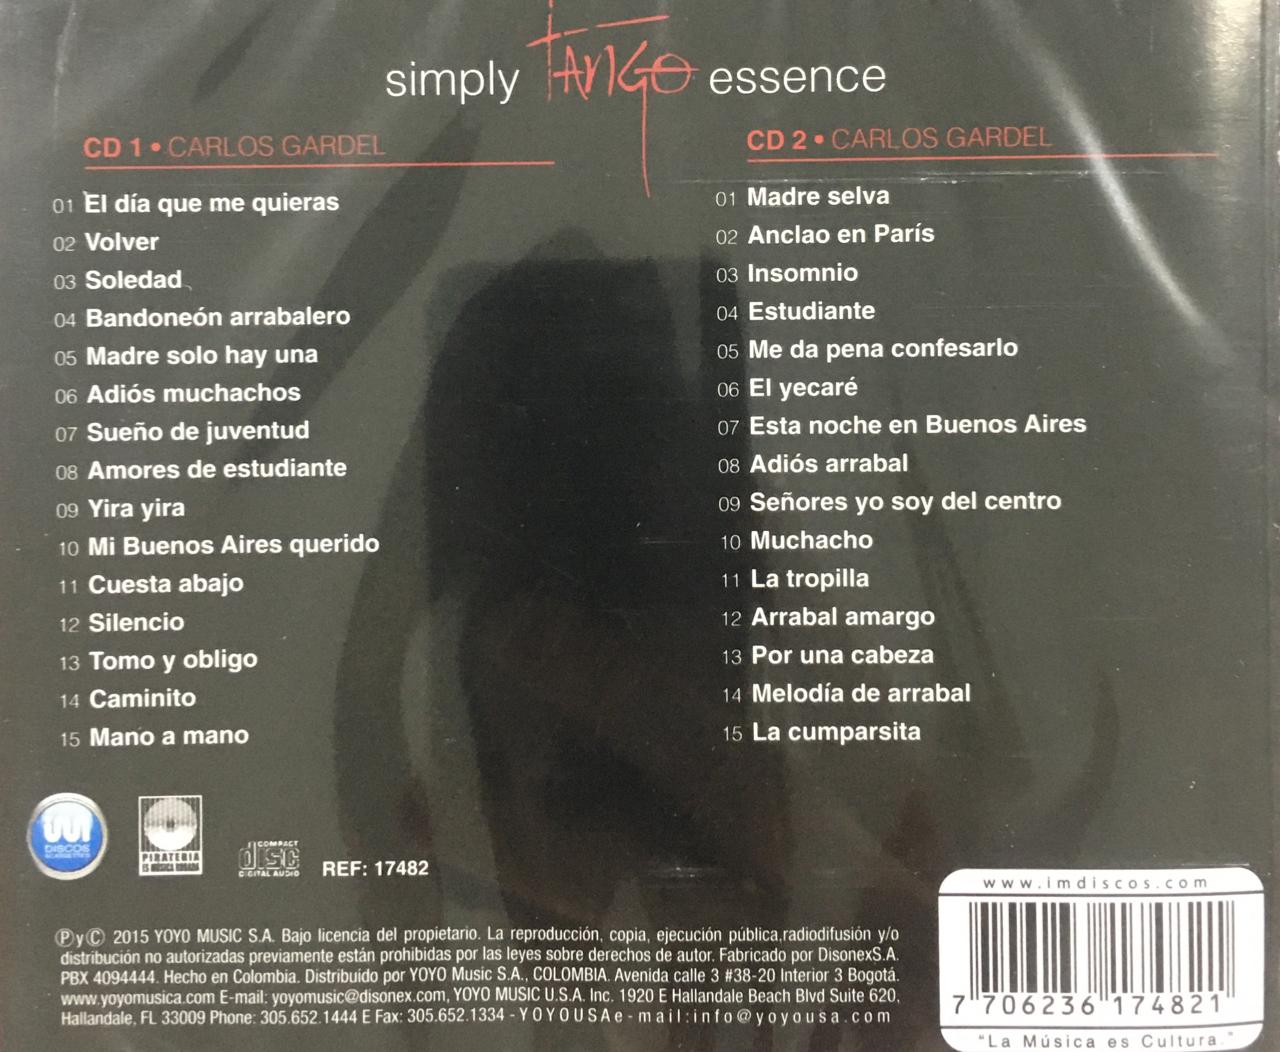 simply TANGO essence
CD 1 • CARLOS GARDEL
01 El día que me quieras
02 Volver
03 Soledad
04 Bandoneón arrabalero
05 Madre solo hay una
06 Adiós muchachos
07 Sueño de juventud
08 Amores de estudiante
09 Yira yira
10 Mi Buenos Aires querido
11 Cuesta abajo
12 Silencio
13 Tomo y obligo
14 Caminito
15 Mano a mano
CD 2 • CARLOS GARDEL
01 Madre selva
02 Anclao en París
03 Insomnio
04 Estudiante
05 Me da pena confesarlo
06 El yecaré
07 Esta noche en Buenos Aires
08 Adiós arrabal
09 Señores yo soy del centro
10 Muchacho
11 La tropilla
12 Arrabal amargo
13 Por una cabeza
14 Melodía de arrabal
15 La cumparsita
DISCOS
PIRATERIA
COMPACT
disc
DIGITAL AUDIO
REF: 17482
Ⓟ y © 2015 YOYO MUSIC S.A. Bajo licencia del propietario. La reproducción, copia, ejecución pública,radiodifusión y/o
distribución no autorizadas previamente están prohibidas por las leyes sobre derechos de autor. Fabricado por DisonexS.A.
PBX 4094444. Hecho en Colombia. Distribuído por YOYO Music S.A., COLOMBIA. Avenida calle 3 #38-20 Interior 3 Bogotá.
www.yoyomusica.com E-mail: yoyomusic@disonex.com, YOYO MUSIC U.S.A. Inc. 1920 E Hallandale Beach Blvd Suite 620,
Hallandale, FL 33009 Phone: 305.652.1444 E Fax: 305.652.1334 - Y O Y O U S A e - m a i l : i n f o @ y o y o u s a . c o m
www.imdiscos.com
7 706236 174821
"La Música es Cultura."